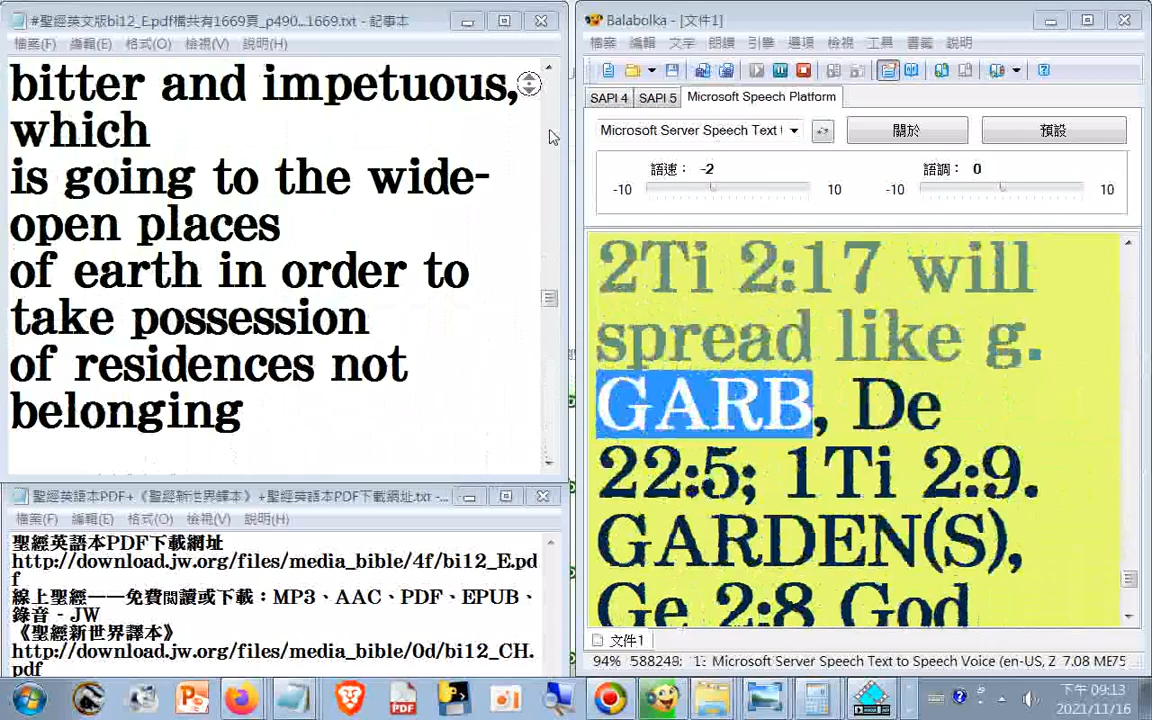 #聖經英文版bi12_E.pdf檔共有1669頁_p490...1669.txt - 記事本
檔案(F) 編輯(E) 格式(O) 檢視(V) 說明(H)
bitter and impetuous,
which
is going to the wide-
open places
of earth in order to
take possession
of residences not
belonging
聖經英語本PDF+《聖經新世界譯本》+聖經英語本PDF下載網址.txt -...
檔案(F) 編輯(E) 格式(O) 檢視(V) 說明(H)
聖經英語本PDF下載網址
http://download.jw.org/files/media_bible/4f/bi12_E.pd
f
線上聖經——免費閱讀或下載：MP3、AAC、PDF、EPUB、
錄音 - JW
《聖經新世界譯本》
http://download.jw.org/files/media_bible/0d/bi12_CH.
pdf
Balabolka - [文件1]
檔案 編輯 文字 朗讀 引擎 選項 檢視 工具 書籤 說明
SAPI 4 SAPI 5 Microsoft Speech Platform
Microsoft Server Speech Text 關於 預設
語速： -2 語調： 0
-10 10 -10 10
2Ti 2:17 will
spread like g.
GARB, De
22:5; 1Ti 2:9.
GARDEN(S),
Ge 2:8 God
文件1
94% 588248: Microsoft Server Speech Text to Speech Voice (en-US, Z 7.08 ME75
PDF
下午 09:13
2021/11/16